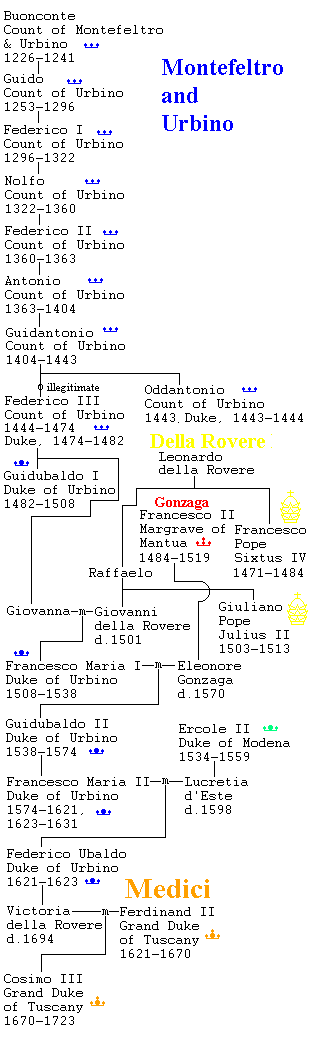 Buonconte
Count of Montefeltro
& Urbino
1226-1241
Montefeltro
and
Urbino
Guido
Count of Urbino
1253-1296
Federico I
Count of Urbino
1296-1322
Nolfo
Count of Urbino
1322-1360
Federico II
Count of Urbino
1360-1363
Antonio
Count of Urbino
1363-1404
Guidantonio
Count of Urbino
1404-1443
illegitimate
Federico III
Count of Urbino
1444-1474
Duke, 1474-1482
Oddantonio
Count of Urbino
1443, Duke, 1443-1444
Della Rovere
Leonardo
della Rovere
Guidubaldo I
Duke of Urbino
1482-1508
Gonzaga
Francesco II
Margrave of
Mantua
1484-1519
Francesco
Pope
Sixtus IV
1471-1484
Raffaelo
Giovanna m Giovanni
della Rovere
d.1501
Giuliano
Pope
Julius II
1503-1513
Francesco Maria I m Eleonore
Duke of Urbino
1508-1538
Gonzaga
d.1570
Guidubaldo II
Duke of Urbino
1538-1574
Ercole II
Duke of Modena
1534-1559
Francesco Maria II m Lucretia
Duke of Urbino
1574-1621,
1623-1631
d'Este
d.1598
Federico Ubaldo
Duke of Urbino
1621-1623
Medici
Victoria m Ferdinand II
della Rovere
d.1694
Grand Duke
of Tuscany
1621-1670
Cosimo III
Grand Duke
of Tuscany
1670-1723